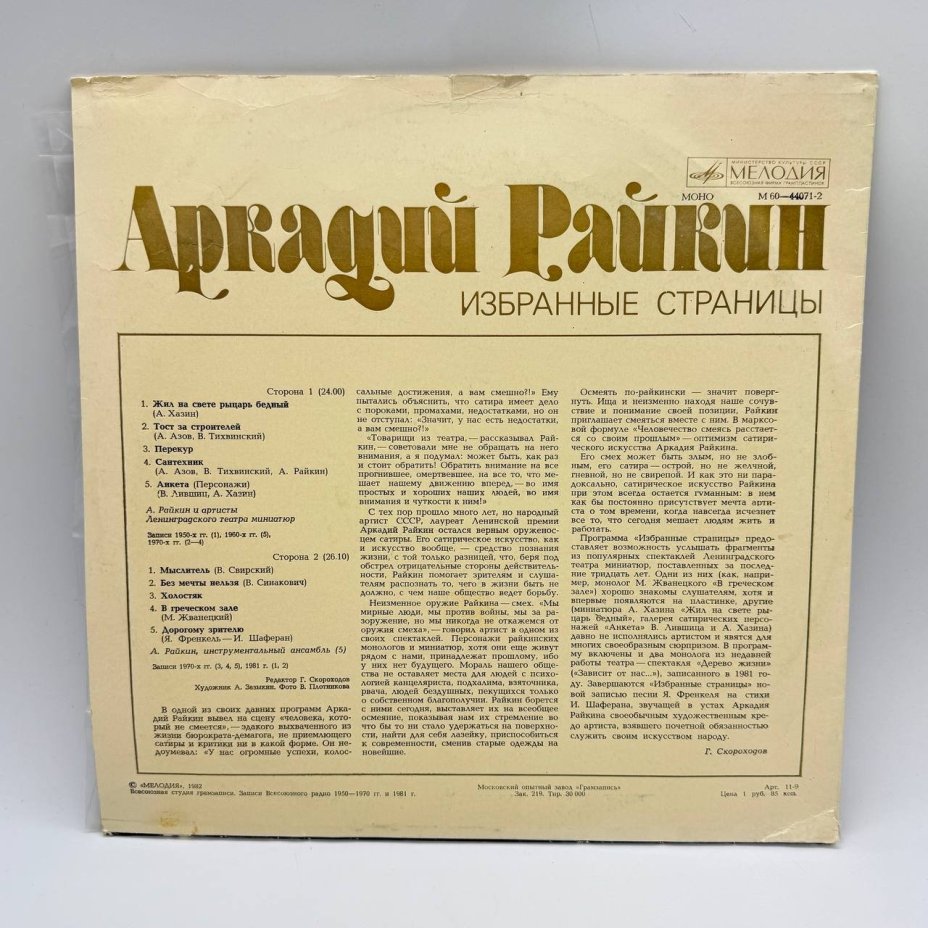 МИНИСТЕРСТВО КУЛЬТУРЫ СССР
МЕЛОДИЯ
ВСЕСОЮЗНАЯ ФИРМА ГРАМПЛАСТИНОК
МОНО М 60—44071-2
Аркадий Райкин
ИЗБРАННЫЕ СТРАНИЦЫ
Сторона 1 (24.00)
1. Жил на свете рыцарь бедный
(А. Хазин)
2. Тост за строителей
(А. Азов, В. Тихвинский)
3. Перекур
4. Сантехник
(А. Азов, В. Тихвинский, А. Райкин)
5. Анкета (Персонажи)
(В. Лившиц, А. Хазин)
А. Райкин и артисты
Ленинградского театра миниатюр
Записи 1950-х гг. (1), 1960-х гг. (5),
1970-х гг. (2—4)
Сторона 2 (26.10)
1. Мыслитель (В. Свирский)
2. Без мечты нельзя (В. Синакович)
3. Холостяк
4. В греческом зале
(М. Жванецкий)
5. Дорогому зрителю
(Я. Френкель — И. Шаферан)
А. Райкин, инструментальный ансамбль (5)
Записи 1970-х гг. (3, 4, 5), 1981 г. (1, 2)
Редактор Г. Скороходов
Художник А. Зазыкин. Фото В. Плотникова
В одной из своих давних программ Арка-
дий Райкин вывел на сцену «человека, кото-
рый не смеется», — эдакого выхваченного из
жизни бюрократа-демагога, не приемлющего
сатиры и критики ни в какой форме. Он не-
доумевал: «У нас огромные успехи, колос-
сальные достижения, а вам смешно?!» Ему
пытались объяснить, что сатира имеет дело
с пороками, промахами, недостатками, но он
не отступал: «Значит, у нас есть недостатки,
а вам смешно?!»
«Товарищи из театра, — рассказывал Рай-
кин, — советовали мне не обращать на него
внимания, а я подумал: может быть, как раз
и стоит обратить! Обратить внимание на все
прогнившее, омертвевшее, на все то, что ме-
шает нашему движению вперед, — во имя
простых и хороших наших людей, во имя
внимания и чуткости к ним!»
С тех пор прошло много лет, но народный
артист СССР, лауреат Ленинской премии
Аркадий Райкин остался верным оруженос-
цем сатиры. Его сатирическое искусство, как
и искусство вообще, — средство познания
жизни, с той только разницей, что, беря под
обстрел отрицательные стороны действитель-
ности, Райкин помогает зрителям и слуша-
телям распознать то, чего в жизни быть не
должно, с чем наше общество ведет борьбу.
Неизменное оружие Райкина — смех. «Мы
мирные люди, мы против войны, мы за ра-
зоружение, но мы никогда не откажемся от
оружия смеха», — говорил артист в одном из
своих спектаклей. Персонажи райкинских
монологов и миниатюр, хотя они еще живут
рядом с нами, принадлежат прошлому, ибо
у них нет будущего. Мораль нашего обще-
ства не оставляет места для людей с психо-
логией канцеляриста, подхалима, взяточника,
рвача, людей бездушных, пекущихся только
о собственном благополучии. Райкин борется
с ними сегодня, выставляет их на всеобщее
осмеяние, показывая нам их стремление во
что бы то ни стало удержаться на поверхно-
сти, найти для себя лазейку, приспособиться
к современности, сменив старые одежды на
новейшие.
Осмеять по-райкински — значит поверг-
нуть. Ища и неизменно находя наше сочув-
ствие и понимание своей позиции, Райкин
приглашает смеяться вместе с ним. В марксо-
вой формуле «Человечество смеясь расстает-
ся со своим прошлым» — оптимизм сатири-
ческого искусства Аркадия Райкина.
Его смех может быть злым, но не злоб-
ным, его сатира — острой, но не желчной,
гневной, но не свирепой. И как это ни пара-
доксально, сатирическое искусство Райкина
при этом всегда остается гуманным: в нем
как бы постоянно присутствует мечта арти-
ста о том времени, когда навсегда исчезнет
все то, что сегодня мешает людям жить и
работать.
Программа «Избранные страницы» предо-
ставляет возможность услышать фрагменты
из популярных спектаклей Ленинградского
театра миниатюр, поставленных за послед-
ние тридцать лет. Одни из них (как, напри-
мер, монолог М. Жванецкого «В греческом
зале») хорошо знакомы слушателям, хотя и
впервые появляются на пластинке, другие
(миниатюра А. Хазина «Жил на свете ры-
царь бедный», галерея сатирических персо-
нажей «Анкета» В. Лившица и А. Хазина)
давно не исполнялись артистом и явятся для
многих своеобразным сюрпризом. В програм-
му включены и два монолога из недавней
работы театра — спектакля «Дерево жизни»
(«Зависит от нас...»), записанного в 1981 го-
ду. Завершаются «Избранные страницы» но-
вой записью песни Я. Френкеля на стихи
И. Шаферана, звучащей в устах Аркадия
Райкина своеобразным художественным кре-
до артиста, взявшего почетной обязанностью
служить своим искусством народу.
Г. Скороходов
© «МЕЛОДИЯ», 1982
Всесоюзная студия грамзаписи. Записи Всесоюзного радио 1950—1970 гг. и 1981 г.
Московский опытный завод «Грамзапись»
Зак. 219. Тир. 30 000
Арт. 11-9
Цена 1 руб. 85 коп.